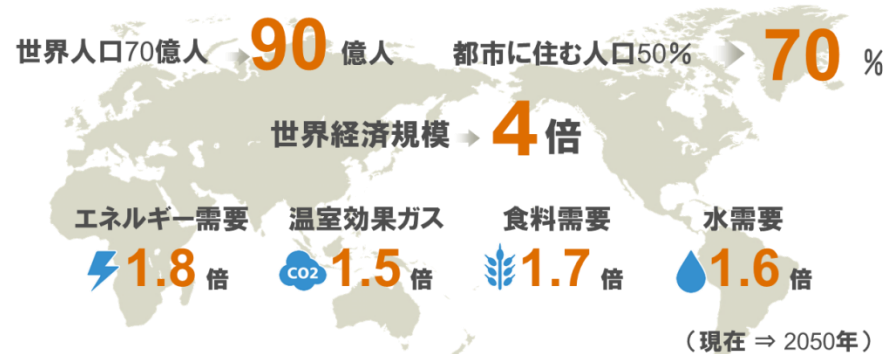 世界人口70億人 90 億人 都市に住む人口50% 70 %
世界経済規模 4 倍
エネルギー需要 温室効果ガス 食料需要 水需要
1.8 倍 CO2 1.5 倍 1.7 倍 1.6 倍
(現在 ⇒ 2050年)